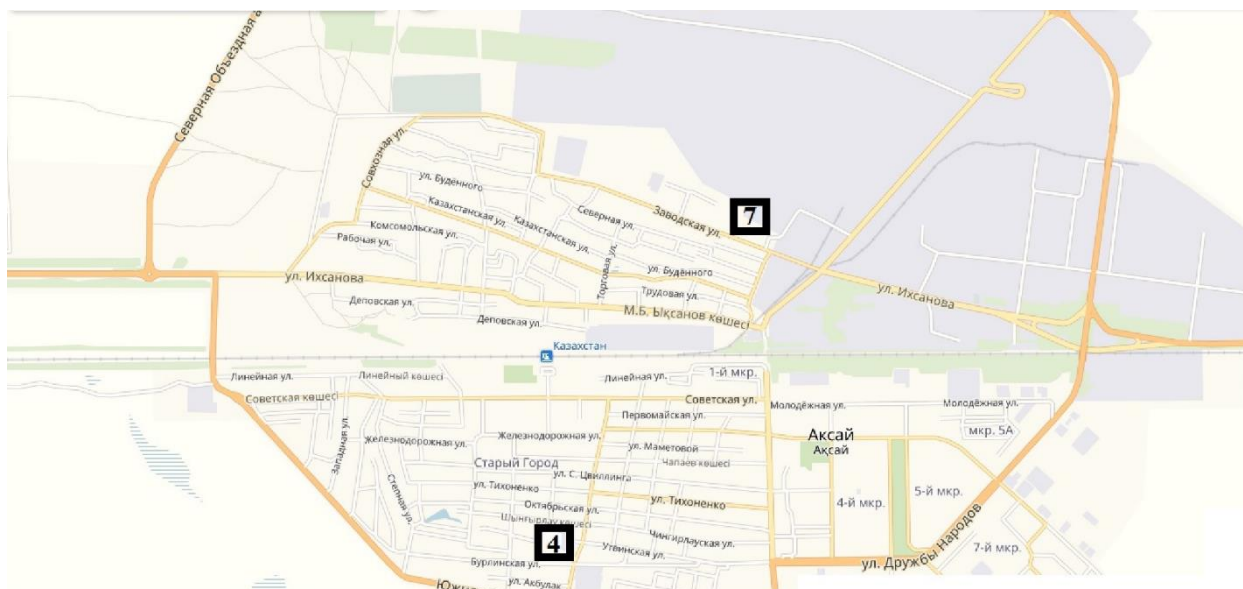 Северная Объездная а
Совхозная ул.
ул. Будённого
Казахстанская ул.
Северная ул.
Заводская ул.
7
Комсомольская ул.
Казахстанская ул.
Рабочая ул.
Торговая ул.
ул. Будённого
ул. Ихсанова
Трудовая ул.
ул. Ихсанова
Деповская ул.
М.Б. Ықсанов көшесі
Деповская ул.
Казахстан
Линейная ул.
Линейный көшесі
Линейная ул.
1-й мкр.
Советская көшесі
Советская ул.
Молодёжная ул.
Молодёжная ул.
Первомайская ул.
Аксай
Ақсай
мкр. 5А
Железнодорожная ул.
Железнодорожная ул.
ул. Маметовой
Западная ул.
Старый Город
Чапаев көшесі
ул. С. Цвиллинга
Степная ул.
ул. Тихоненко
ул. Тихоненко
5-й мкр.
4-й мкр.
Октябрьская ул.
Шыңғырлау көшесі
Чингирлауская ул.
4
Утвинская ул.
7-й мкр.
ул. Дружбы Народов
Бурлинская ул.
ул. Акбулак
Южн